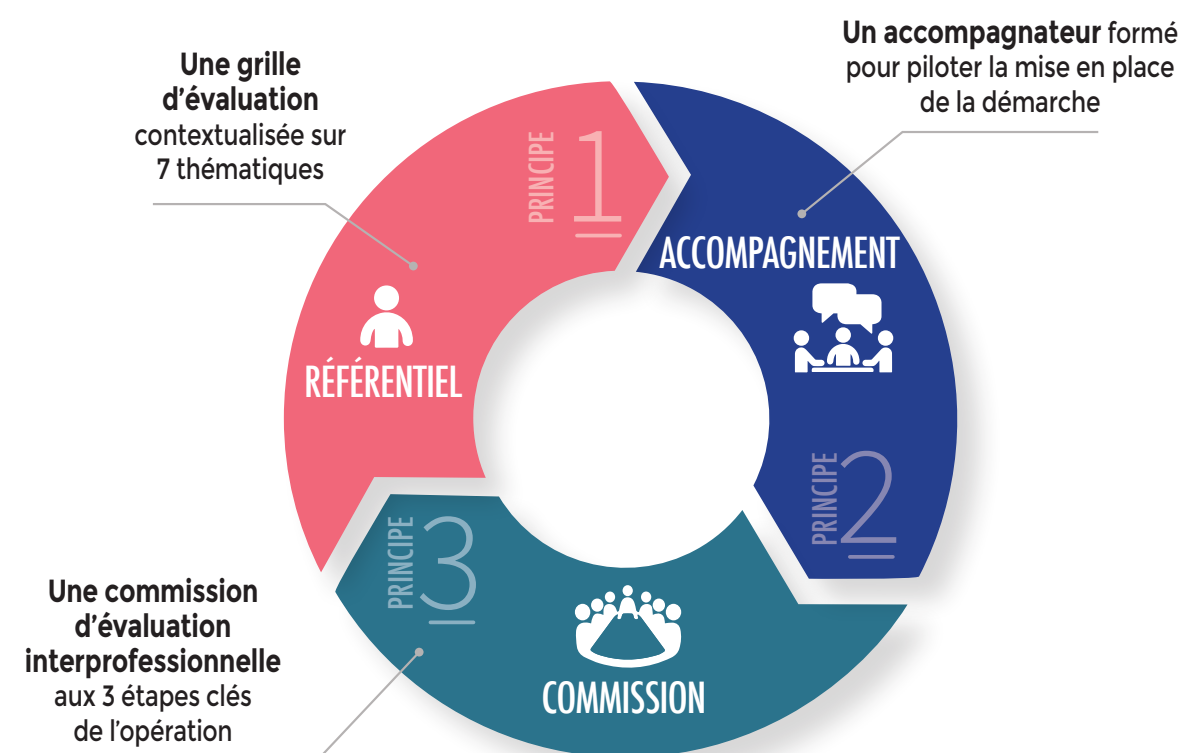 Une grille
d'évaluation
contextualisée sur
7 thématiques
PRINCIPE 1
RÉFÉRENTIEL
Un accompagnateur formé
pour piloter la mise en place
de la démarche
ACCOMPAGNEMENT
PRINCIPE 2
Une commission
d'évaluation
interprofessionnelle
aux 3 étapes clés
de l'opération
PRINCIPE 3
COMMISSION